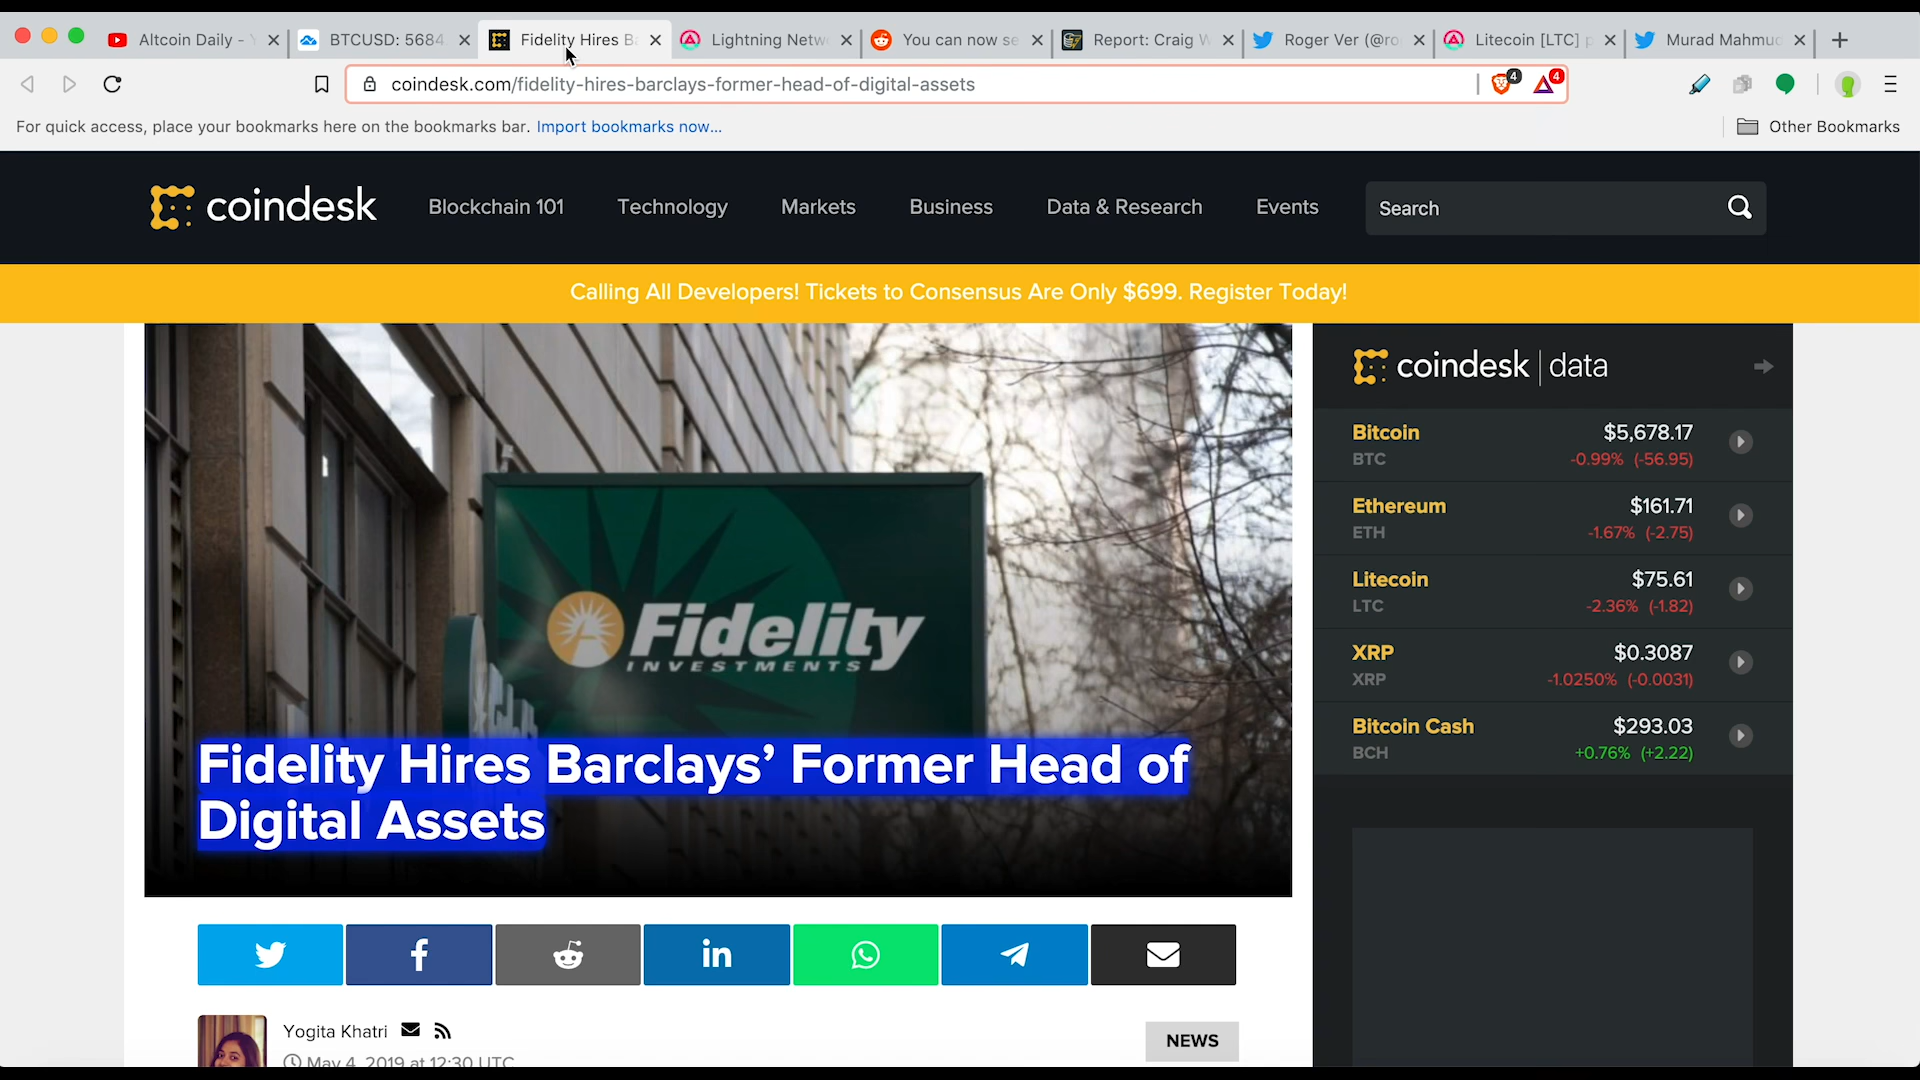 Altcoin Daily -
BTCUSD: 5684
Fidelity Hires Ba
Lightning Netw
You can now se
Report: Craig W
Roger Ver (@ro
Litecoin [LTC] p
Murad Mahmud
coindesk.com/fidelity-hires-barclays-former-head-of-digital-assets
4
4
For quick access, place your bookmarks here on the bookmarks bar. Import bookmarks now...
Other Bookmarks
coindesk
Blockchain 101
Technology
Markets
Business
Data & Research
Events
Search
Calling All Developers! Tickets to Consensus Are Only $699. Register Today!
Fidelity
INVESTMENTS
Fidelity Hires Barclays’ Former Head of
Digital Assets
in
Yogita Khatri
May 4, 2019 at 12:30 UTC
NEWS
coindesk | data
Bitcoin $5,678.17
BTC -0.99% (-56.95)
Ethereum $161.71
ETH -1.67% (-2.75)
Litecoin $75.61
LTC -2.36% (-1.82)
XRP $0.3087
XRP -1.0250% (-0.0031)
Bitcoin Cash $293.03
BCH +0.76% (+2.22)